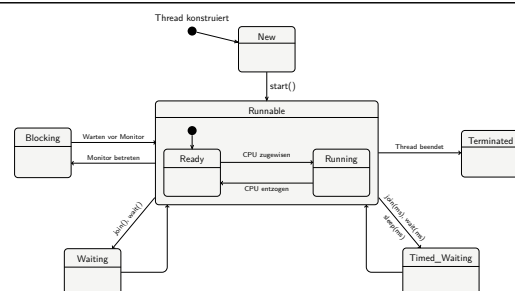 Thread konstruiert
New
start()
Runnable
Blocking
Warten vor Monitor
Monitor betreten
Ready
CPU zugewisen
CPU entzogen
Running
Thread beendet
Terminated
join(), wait()
join(ms), wait(ms)
sleep(ms)
Waiting
Timed_Waiting